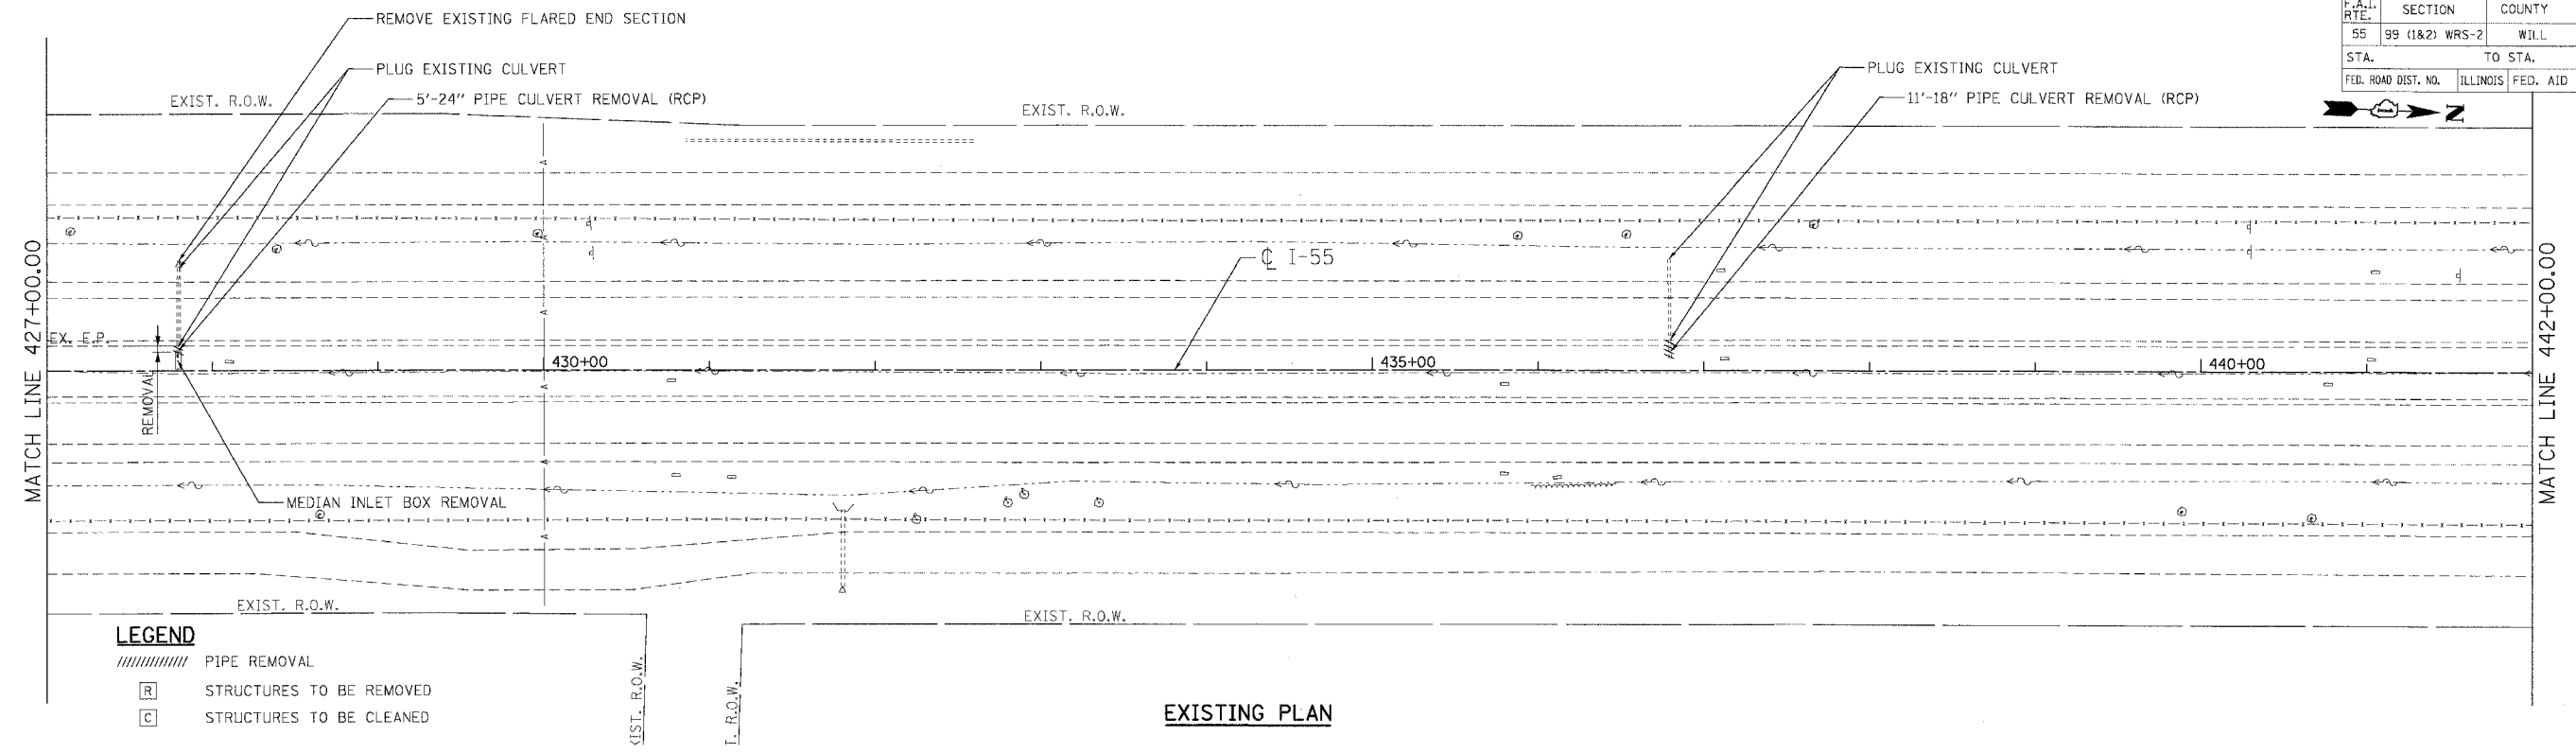 REMOVE EXISTING FLARED END SECTION
PLUG EXISTING CULVERT
5'-24" PIPE CULVERT REMOVAL (RCP)
EXIST. R.O.W.
EXIST. R.O.W.
PLUG EXISTING CULVERT
11'-18" PIPE CULVERT REMOVAL (RCP)
F.A.I. RTE. SECTION COUNTY
55 99 (1&2) WRS-2 WILL
STA. TO STA.
FED. ROAD DIST. NO. ILLINOIS FED. AID
N
MATCH LINE 427+00.00
EX. E.P.
REMOVAL
℄ I-55
430+00
435+00
440+00
MATCH LINE 442+00.00
A
A
A
A
A
A
A
MEDIAN INLET BOX REMOVAL
EXIST. R.O.W.
EXIST. R.O.W.
LEGEND
PIPE REMOVAL
R STRUCTURES TO BE REMOVED
C STRUCTURES TO BE CLEANED
XIST. R.O.W.
T. R.O.W.
EXISTING PLAN